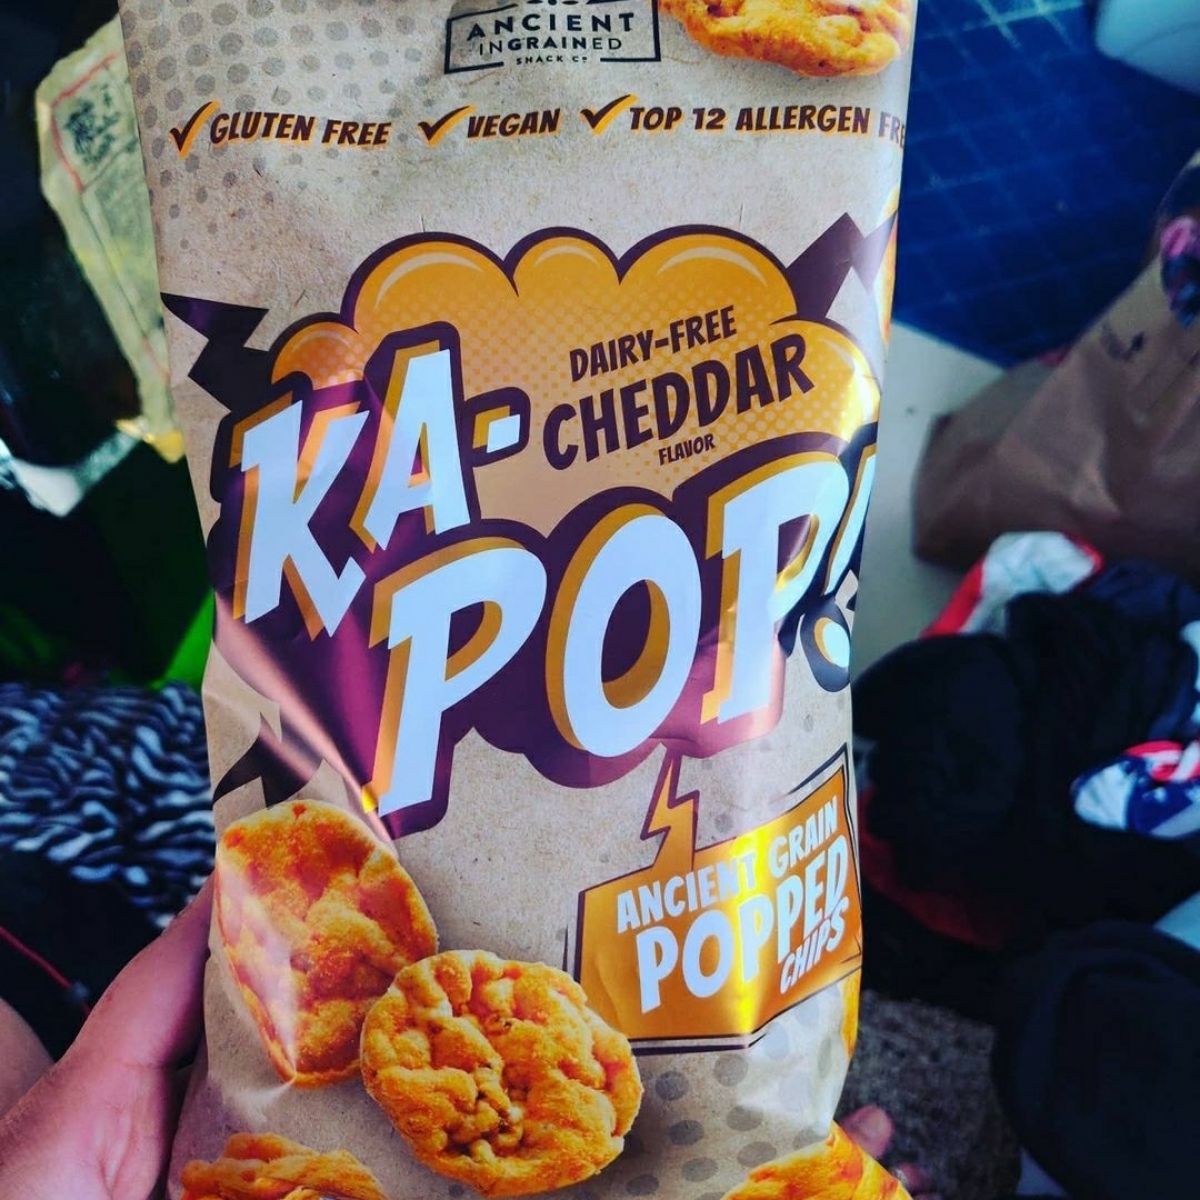 ANCIENT
INGRAINED
SNACK CO
GLUTEN FREE VEGAN TOP 12 ALLERGEN FRE
DAIRY-FREE
CHEDDAR
FLAVOR
KA-
POP!
ANCIENT GRAIN
POPPED
CHIPS